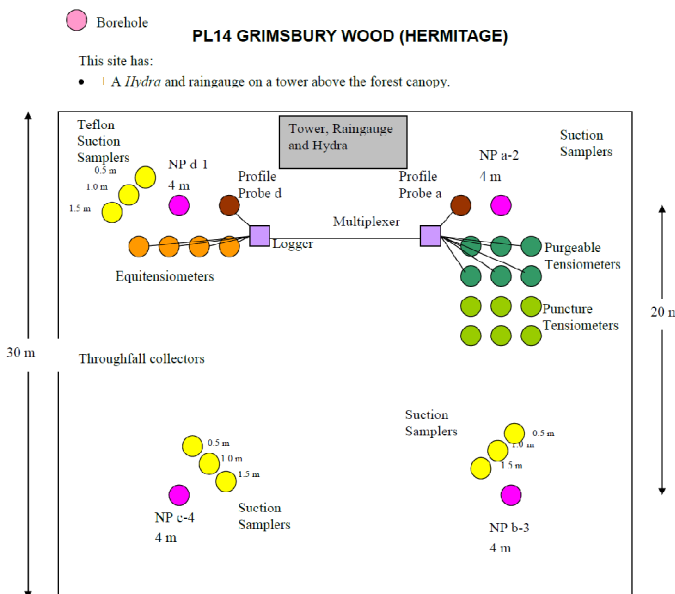 Borehole
PL14 GRIMSBURY WOOD (HERMITAGE)
This site has:
• A Hydra and raingauge on a tower above the forest canopy.
Teflon
Suction
Samplers
0.5 m
1.0 m
1.5 m
NP d-1
4 m
Profile
Probe d
Tower, Raingauge
and Hydra
Profile
Probe a
NP a-2
4 m
Suction
Samplers
Multiplexer
Logger
Equitensiometers
Purgeable
Tensiometers
Puncture
Tensiometers
30 m
20 m
Throughfall collectors
0.5 m
1.0 m
1.5 m
Suction
Samplers
NP c-4
4 m
Suction
Samplers
0.5 m
1.0 m
1.5 m
NP b-3
4 m